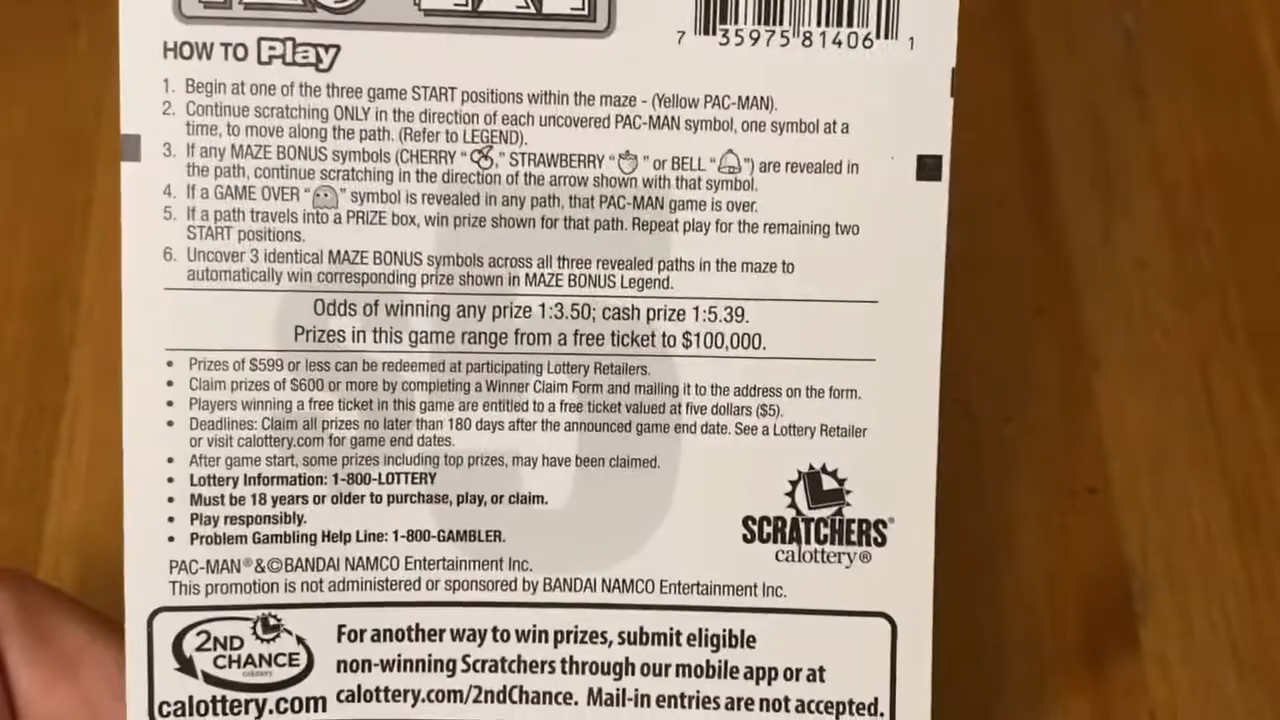 7 35975 81406 1
HOW TO Play
1. Begin at one of the three game START positions within the maze - (Yellow PAC-MAN).
2. Continue scratching ONLY in the direction of each uncovered PAC-MAN symbol, one symbol at a
time, to move along the path. (Refer to LEGEND).
3. If any MAZE BONUS symbols (CHERRY " ," STRAWBERRY " " or BELL " ") are revealed in
the path, continue scratching in the direction of the arrow shown with that symbol.
4. If a GAME OVER " " symbol is revealed in any path, that PAC-MAN game is over.
5. If a path travels into a PRIZE box, win prize shown for that path. Repeat play for the remaining two
START positions.
6. Uncover 3 identical MAZE BONUS symbols across all three revealed paths in the maze to
automatically win corresponding prize shown in MAZE BONUS Legend.
Odds of winning any prize 1:3.50; cash prize 1:5.39.
Prizes in this game range from a free ticket to $100,000.
• Prizes of $599 or less can be redeemed at participating Lottery Retailers.
• Claim prizes of $600 or more by completing a Winner Claim Form and mailing it to the address on the form.
• Players winning a free ticket in this game are entitled to a free ticket valued at five dollars ($5).
• Deadlines: Claim all prizes no later than 180 days after the announced game end date. See a Lottery Retailer
or visit calottery.com for game end dates.
• After game start, some prizes including top prizes, may have been claimed.
• Lottery Information: 1-800-LOTTERY
• Must be 18 years or older to purchase, play, or claim.
• Play responsibly.
• Problem Gambling Help Line: 1-800-GAMBLER.
SCRATCHERS®
calottery®
PAC-MAN®&©BANDAI NAMCO Entertainment Inc.
This promotion is not administered or sponsored by BANDAI NAMCO Entertainment Inc.
2ND
CHANCE
calottery
calottery.com
For another way to win prizes, submit eligible
non-winning Scratchers through our mobile app or at
calottery.com/2ndChance. Mail-in entries are not accepted.